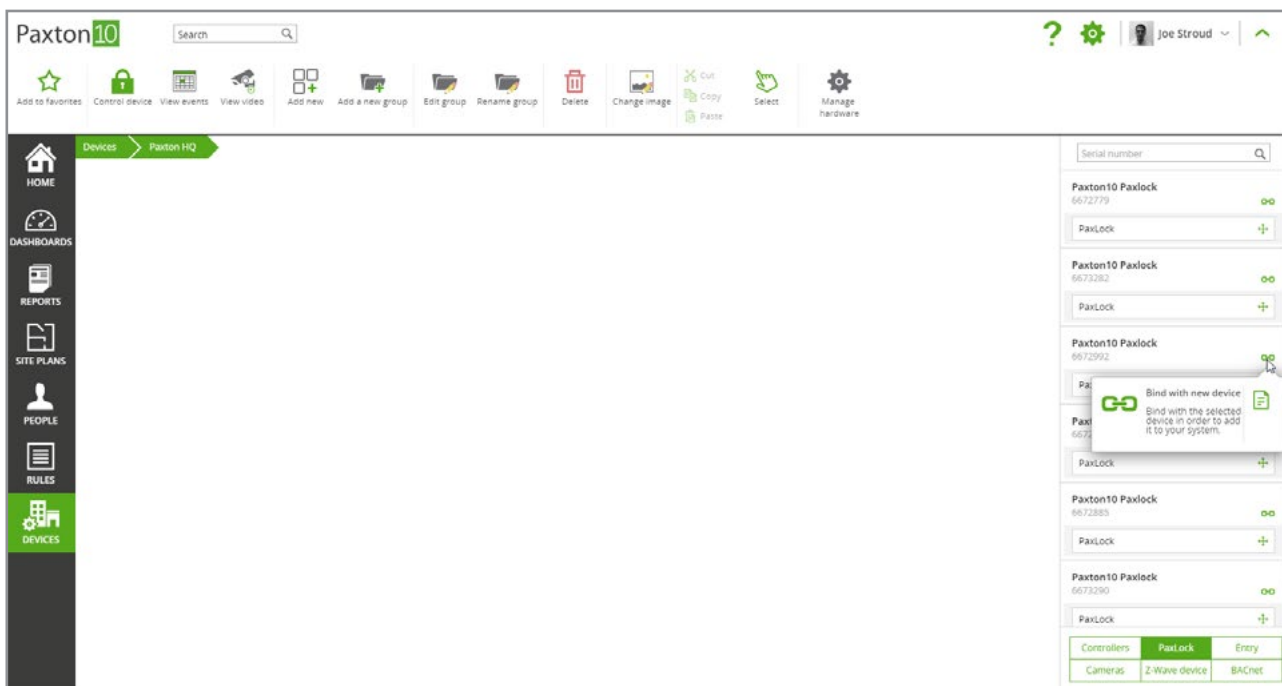 Paxton10
Search
Joe Stroud
Add to favorites
Control device
View events
View video
Add new
Add a new group
Edit group
Rename group
Delete
Change image
Cut
Copy
Paste
Select
Manage
hardware
HOME
DASHBOARDS
REPORTS
SITE PLANS
PEOPLE
RULES
DEVICES
Devices
Paxton HQ
Serial number
Paxton10 Paxlock
6672779
PaxLock
Paxton10 Paxlock
6673282
PaxLock
Paxton10 Paxlock
6672992
Bind with new device
Bind with the selected
device in order to add
it to your system.
PaxLock
Paxton10 Paxlock
6672885
PaxLock
Paxton10 Paxlock
6673290
PaxLock
Controllers
PaxLock
Entry
Cameras
Z-Wave device
BACnet